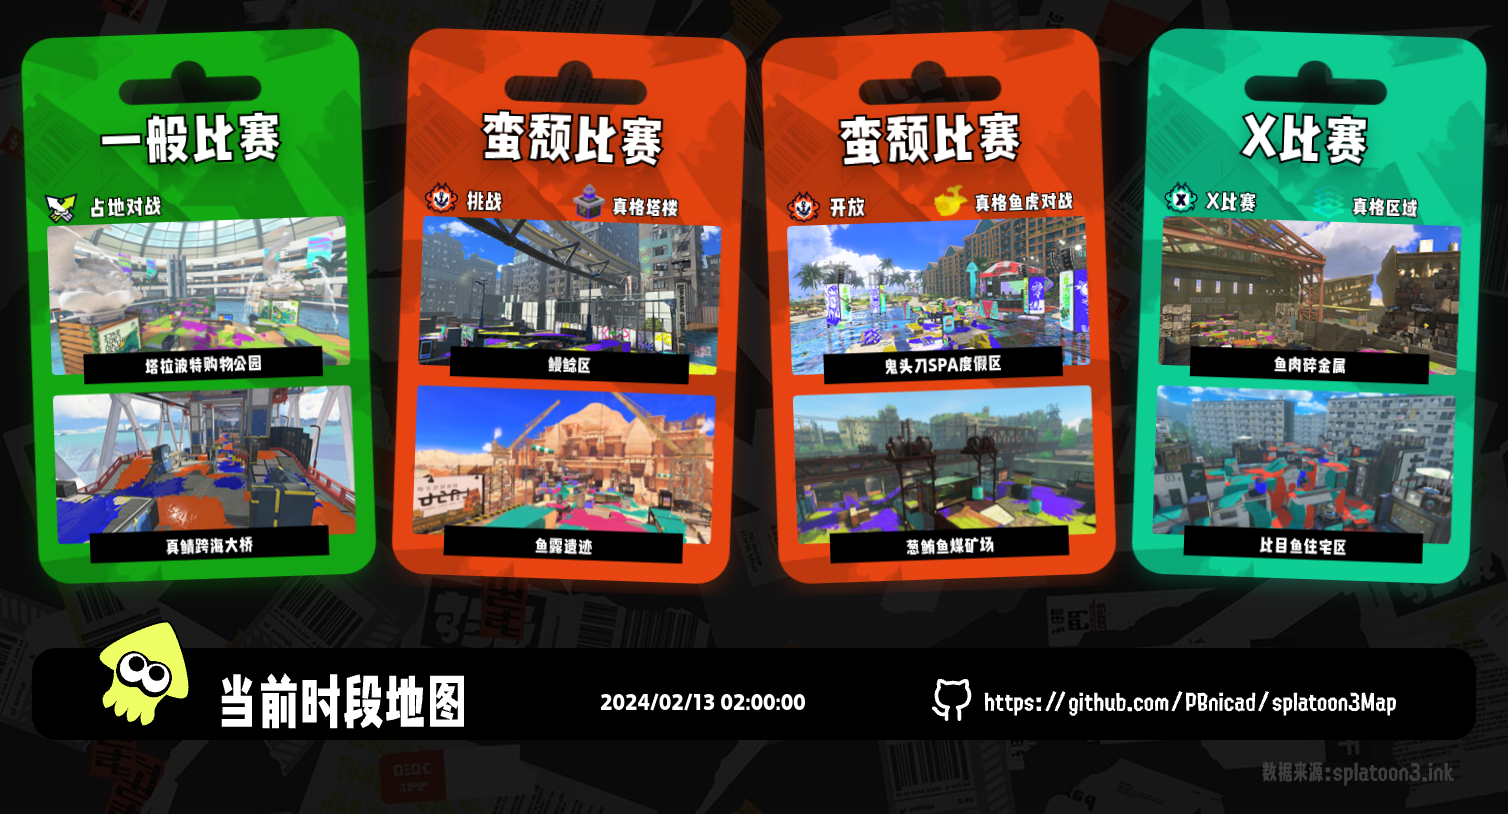 一般比赛
占地对战
塔拉波特购物公园
真鲭跨海大桥
蛮颓比赛
挑战
真格塔楼
鳗鲶区
鱼露遗迹
蛮颓比赛
开放
真格鱼虎对战
鬼头刀SPA度假区
葱鲔鱼煤矿场
X比赛
X比赛
真格区域
鱼肉碎金属
比目鱼住宅区
当前时段地图
2024/02/13 02:00:00
https://github.com/PBnicad/splatoon3Map
数据来源:splatoon3.ink